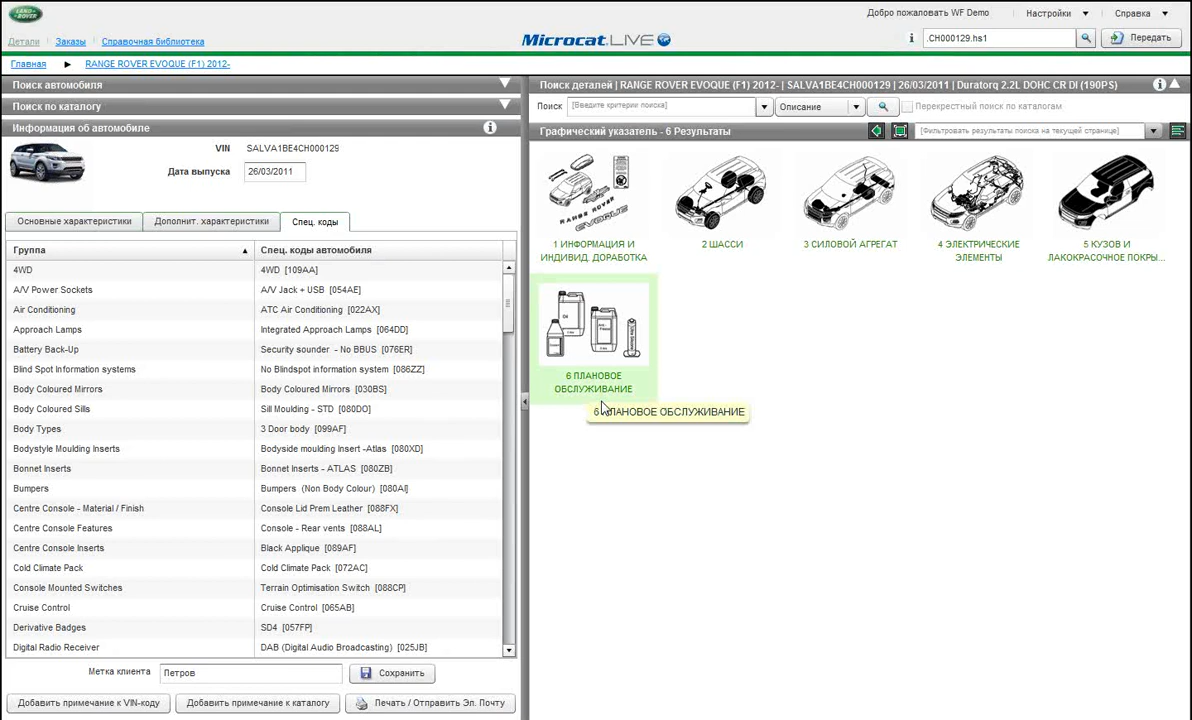 LAND ROVER
Добро пожаловать WF Demo
Настройки
Справка
Детали
Заказы
Справочная библиотека
Microcat.LIVE
.CH000129.hs1
Передать
Главная
RANGE ROVER EVOQUE (F1) 2012-
Поиск автомобиля
Поиск по каталогу
Информация об автомобиле
VIN SALVA1BE4CH000129
Дата выпуска 26/03/2011
Основные характеристики
Дополнит. характеристики
Спец. коды
Группа Спец. коды автомобиля
4WD 4WD [109AA]
A/V Power Sockets A/V Jack + USB [054AE]
Air Conditioning ATC Air Conditioning [022AX]
Approach Lamps Integrated Approach Lamps [064DD]
Battery Back-Up Security sounder - No BBUS [076ER]
Blind Spot Information systems No Blindspot information system [086ZZ]
Body Coloured Mirrors Body Coloured Mirrors [030BS]
Body Coloured Sills Sill Moulding - STD [080DO]
Body Types 3 Door body [099AF]
Bodystyle Moulding Inserts Bodyside moulding Insert -Atlas [080XD]
Bonnet Inserts Bonnet Inserts - ATLAS [080ZB]
Bumpers Bumpers (Non Body Colour) [080AI]
Centre Console - Material / Finish Console Lid Prem Leather [088FX]
Centre Console Features Console - Rear vents [088AL]
Centre Console Inserts Black Applique [089AF]
Cold Climate Pack Cold Climate Pack [072AC]
Console Mounted Switches Terrain Optimisation Switch [088CP]
Cruise Control Cruise Control [065AB]
Derivative Badges SD4 [057FP]
Digital Radio Receiver DAB (Digital Audio Broadcasting) [025JB]
Метка клиента Петров Сохранить
Добавить примечание к VIN-коду
Добавить примечание к каталогу
Печать / Отправить Эл. Почту
Поиск деталей | RANGE ROVER EVOQUE (F1) 2012- | SALVA1BE4CH000129 | 26/03/2011 | Duratorq 2.2L DOHC CR DI (190PS)
Поиск [Введите критерии поиска] Описание Перекрестный поиск по каталогам
Графический указатель - 6 Результаты [Фильтровать результаты поиска на текущей странице]
RANGE ROVER
EVOQUE
1 ИНФОРМАЦИЯ И
ИНДИВИД. ДОРАБОТКА
2 ШАССИ
3 СИЛОВОЙ АГРЕГАТ
4 ЭЛЕКТРИЧЕСКИЕ
ЭЛЕМЕНТЫ
5 КУЗОВ И
ЛАКОКРАСОЧНОЕ ПОКРЫ...
Oil
6 ПЛАНОВОЕ
ОБСЛУЖИВАНИЕ
6 ПЛАНОВОЕ ОБСЛУЖИВАНИЕ